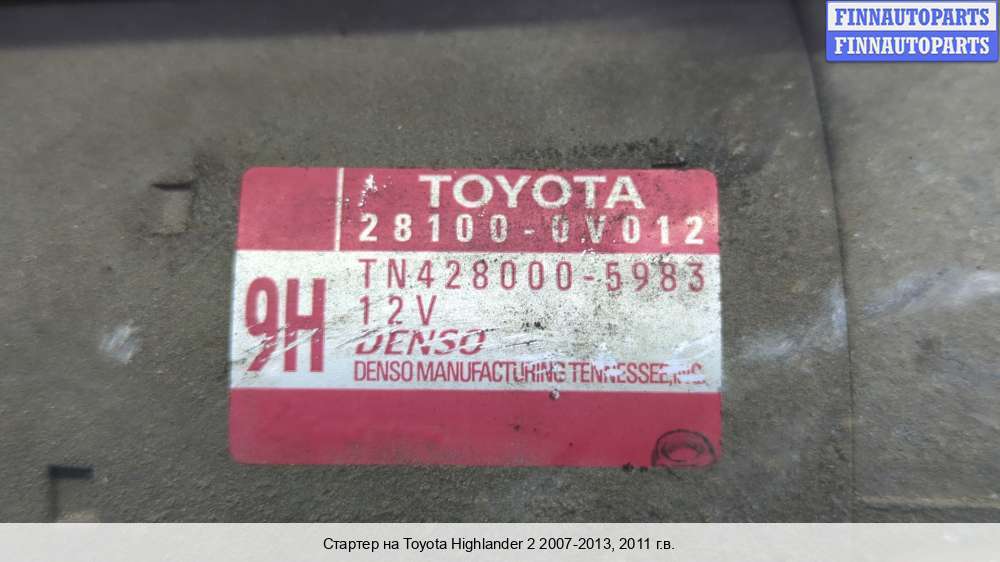 FINNAUTOPARTS
FINNAUTOPARTS
TOYOTA
28100-0V012
TN428000-5983
9H
12V
DENSO
DENSO MANUFACTURING TENNESSEE, INC.
Стартер на Toyota Highlander 2 2007-2013, 2011 г.в.